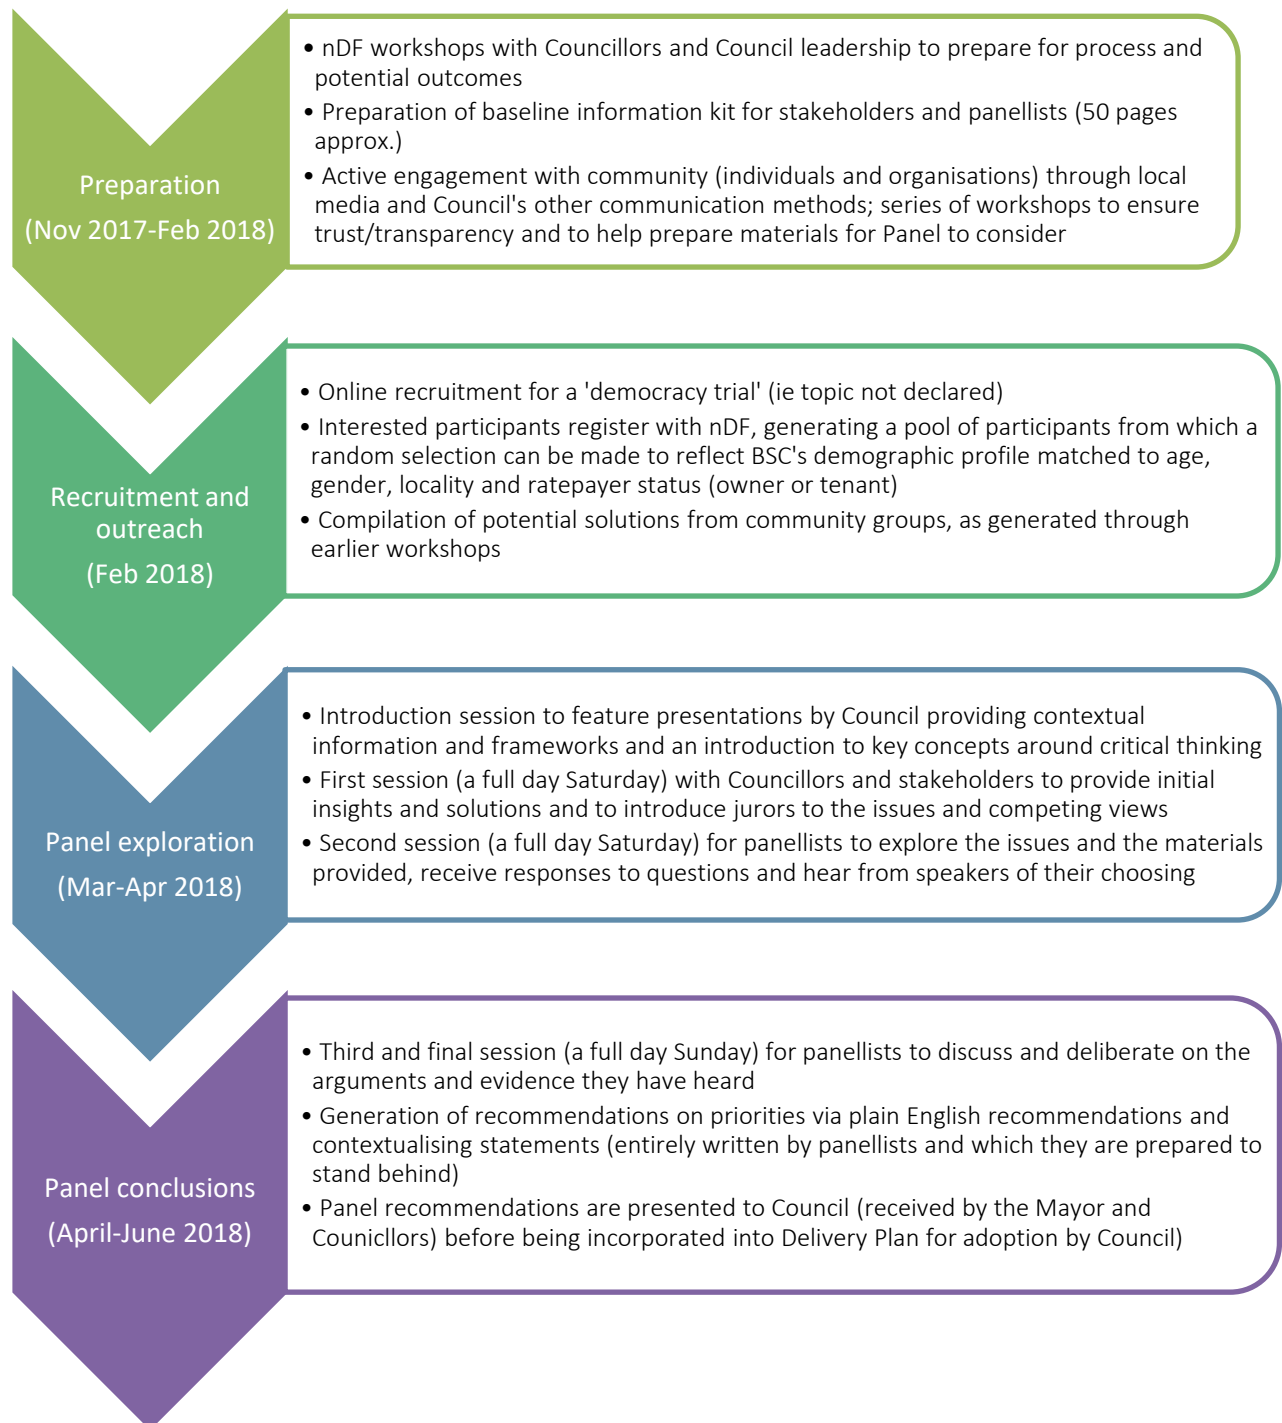 Preparation
(Nov 2017-Feb 2018)
• nDF workshops with Councillors and Council leadership to prepare for process and
potential outcomes
• Preparation of baseline information kit for stakeholders and panellists (50 pages
approx.)
• Active engagement with community (individuals and organisations) through local
media and Council's other communication methods; series of workshops to ensure
trust/transparency and to help prepare materials for Panel to consider
Recruitment and
outreach
(Feb 2018)
• Online recruitment for a 'democracy trial' (ie topic not declared)
• Interested participants register with nDF, generating a pool of participants from which a
random selection can be made to reflect BSC's demographic profile matched to age,
gender, locality and ratepayer status (owner or tenant)
• Compilation of potential solutions from community groups, as generated through
earlier workshops
Panel exploration
(Mar-Apr 2018)
• Introduction session to feature presentations by Council providing contextual
information and frameworks and an introduction to key concepts around critical thinking
• First session (a full day Saturday) with Councillors and stakeholders to provide initial
insights and solutions and to introduce jurors to the issues and competing views
• Second session (a full day Saturday) for panellists to explore the issues and the materials
provided, receive responses to questions and hear from speakers of their choosing
Panel conclusions
(April-June 2018)
• Third and final session (a full day Sunday) for panellists to discuss and deliberate on the
arguments and evidence they have heard
• Generation of recommendations on priorities via plain English recommendations and
contextualising statements (entirely written by panellists and which they are prepared to
stand behind)
• Panel recommendations are presented to Council (received by the Mayor and
Counicllors) before being incorporated into Delivery Plan for adoption by Council)